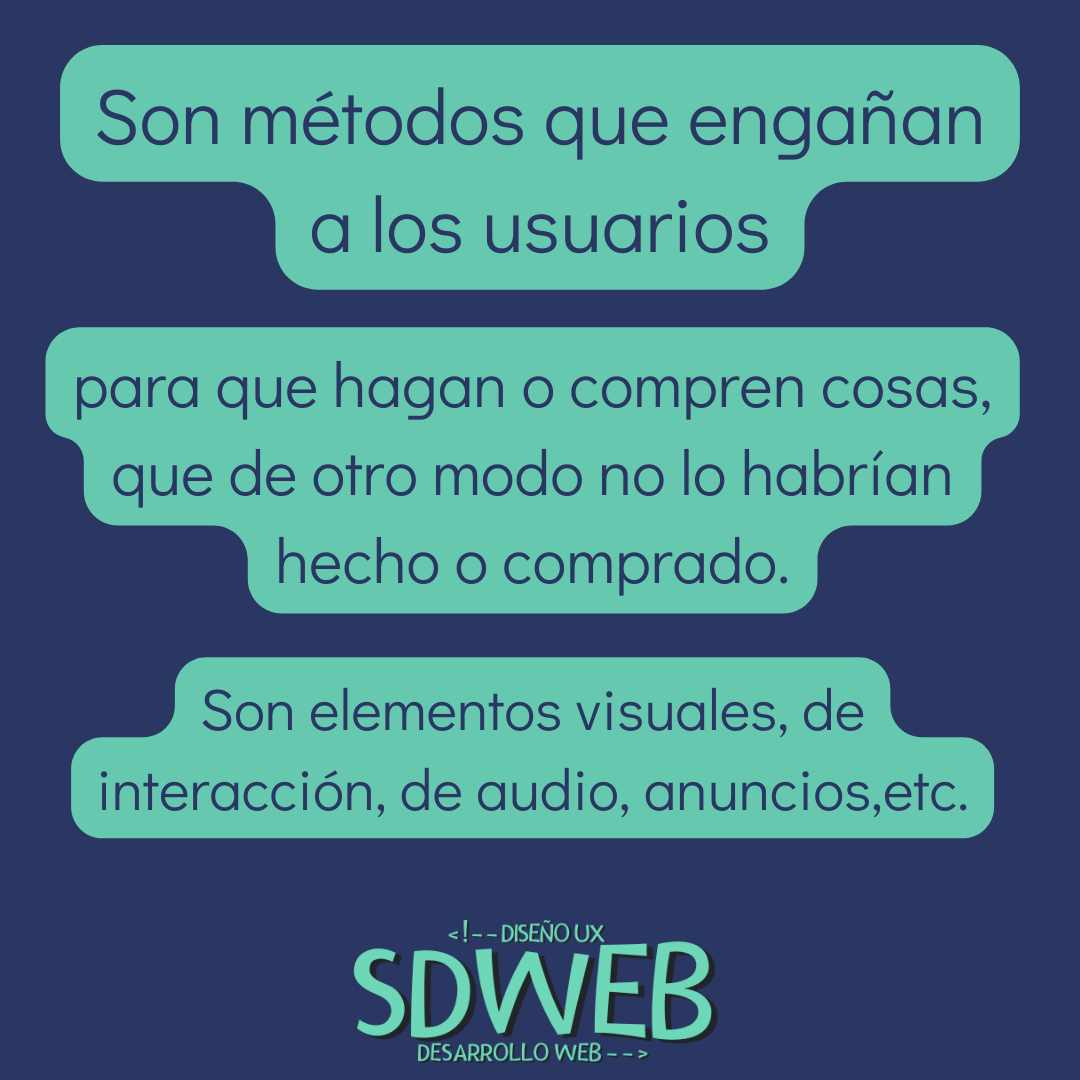 Son métodos que engañan
a los usuarios
para que hagan o compren cosas,
que de otro modo no lo habrían
hecho o comprado.
Son elementos visuales, de
interacción, de audio, anuncios,etc.
<!-- DISEÑO UX
SDWEB
DESARROLLO WEB -->